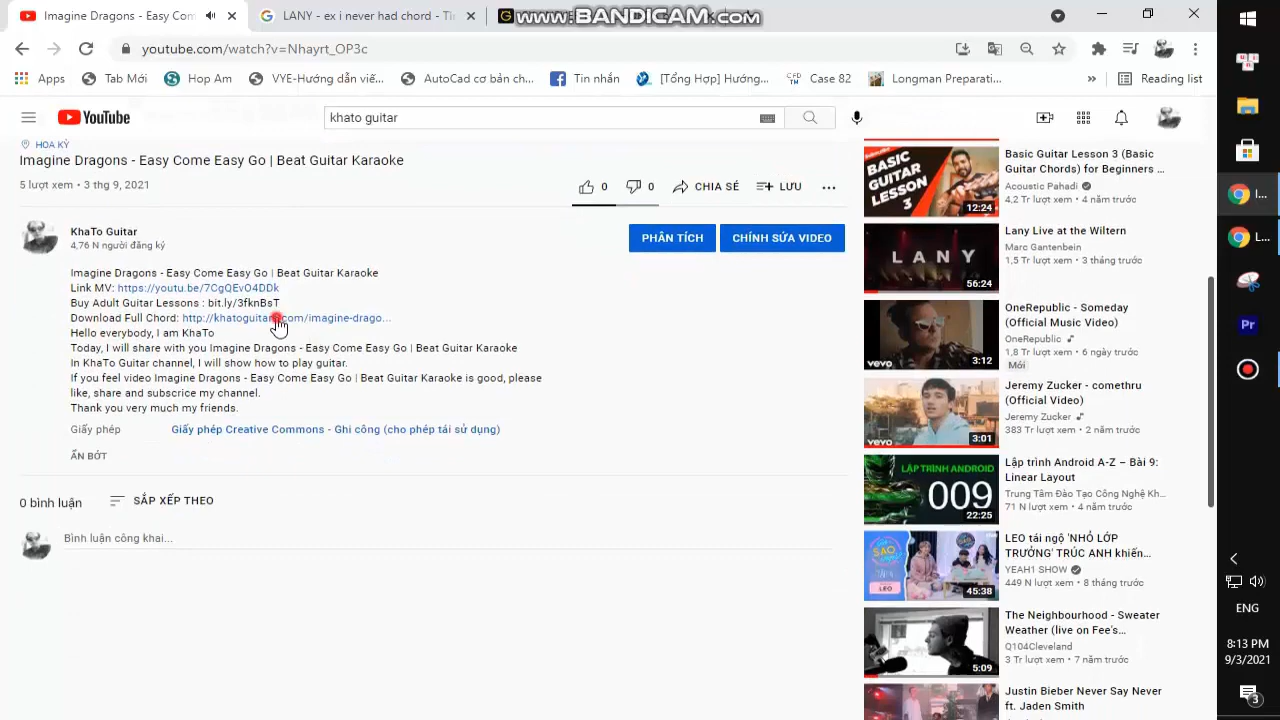 Imagine Dragons - Easy Com
LANY - ex i never had chord - Ti
www.BANDICAM.com
youtube.com/watch?v=Nhayrt_OP3c
Apps
Tab Mới
Hop Am
VYE-Hướng dẫn viế...
AutoCad cơ bản ch...
Tin nhắn
[Tổng Hợp] Hướng...
Case 82
Longman Preparati...
»
Reading list
YouTube
khato guitar
HOA KỲ
Imagine Dragons - Easy Come Easy Go | Beat Guitar Karaoke
5 lượt xem • 3 thg 9, 2021
0
0
CHIA SẺ
LƯU
KhaTo Guitar
4,76 N người đăng ký
PHÂN TÍCH
CHỈNH SỬA VIDEO
Imagine Dragons - Easy Come Easy Go | Beat Guitar Karaoke
Link MV: https://youtu.be/7CgQEvO4DDk
Buy Adult Guitar Lessons : bit.ly/3fknBsT
Download Full Chord: http://khatoguitar.com/imagine-drago...
Hello everybody, I am KhaTo
Today, I will share with you Imagine Dragons - Easy Come Easy Go | Beat Guitar Karaoke
In KhaTo Guitar channel, I will show how to play guitar.
If you feel video Imagine Dragons - Easy Come Easy Go | Beat Guitar Karaoke is good, please
like, share and subscrice my channel.
Thank you very much my friends.
Giấy phép
Giấy phép Creative Commons - Ghi công (cho phép tái sử dụng)
ẨN BỚT
0 bình luận
SẮP XẾP THEO
Bình luận công khai...
BASIC
GUITAR
LESSON
3
12:24
Basic Guitar Lesson 3 (Basic
Guitar Chords) for Beginners ...
Acoustic Pahadi
4,2 Tr lượt xem • 4 năm trước
LANY
56:24
Lany Live at the Wiltern
Marc Gantenbein
1,5 Tr lượt xem • 3 tháng trước
vevo
3:12
OneRepublic - Someday
(Official Music Video)
OneRepublic
1,8 Tr lượt xem • 6 ngày trước
Mới
vevo
3:01
Jeremy Zucker - comethru
(Official Video)
Jeremy Zucker
383 Tr lượt xem • 2 năm trước
LẬP TRÌNH ANDROID
009
22:25
Lập trình Android A-Z – Bài 9:
Linear Layout
Trung Tâm Đào Tạo Công Nghệ Kh...
71 N lượt xem • 4 năm trước
SAO
LEO
45:38
LEO tái ngộ 'NHỎ LỚP
TRƯỞNG' TRÚC ANH khiến...
YEAH1 SHOW
449 N lượt xem • 8 tháng trước
5:09
The Neighbourhood - Sweater
Weather (live on Fee's...
Q104Cleveland
3 Tr lượt xem • 7 năm trước
Justin Bieber Never Say Never
ft. Jaden Smith
I...
L...
Pr
ENG
8:13 PM
9/3/2021
3